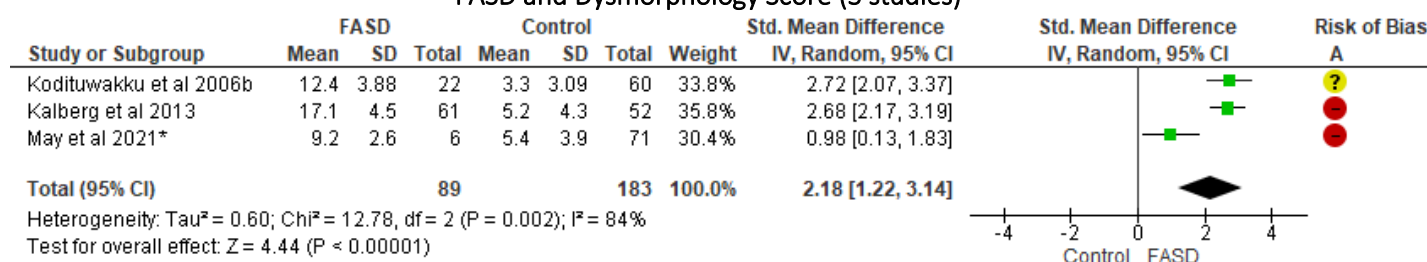 FASD and Dysmorphology Score (3 studies)
FASD Control Std. Mean Difference Std. Mean Difference Risk of Bias
Study or Subgroup Mean SD Total Mean SD Total Weight IV, Random, 95% CI IV, Random, 95% CI A
Kodituwakku et al 2006b 12.4 3.88 22 3.3 3.09 60 33.8% 2.72 [2.07, 3.37] ?
Kalberg et al 2013 17.1 4.5 61 5.2 4.3 52 35.8% 2.68 [2.17, 3.19] -
May et al 2021* 9.2 2.6 6 5.4 3.9 71 30.4% 0.98 [0.13, 1.83] -
Total (95% CI) 89 183 100.0% 2.18 [1.22, 3.14]
Heterogeneity: Tau² = 0.60; Chi² = 12.78, df = 2 (P = 0.002); I² = 84%
Test for overall effect: Z = 4.44 (P < 0.00001)
-4 -2 0 2 4
Control FASD